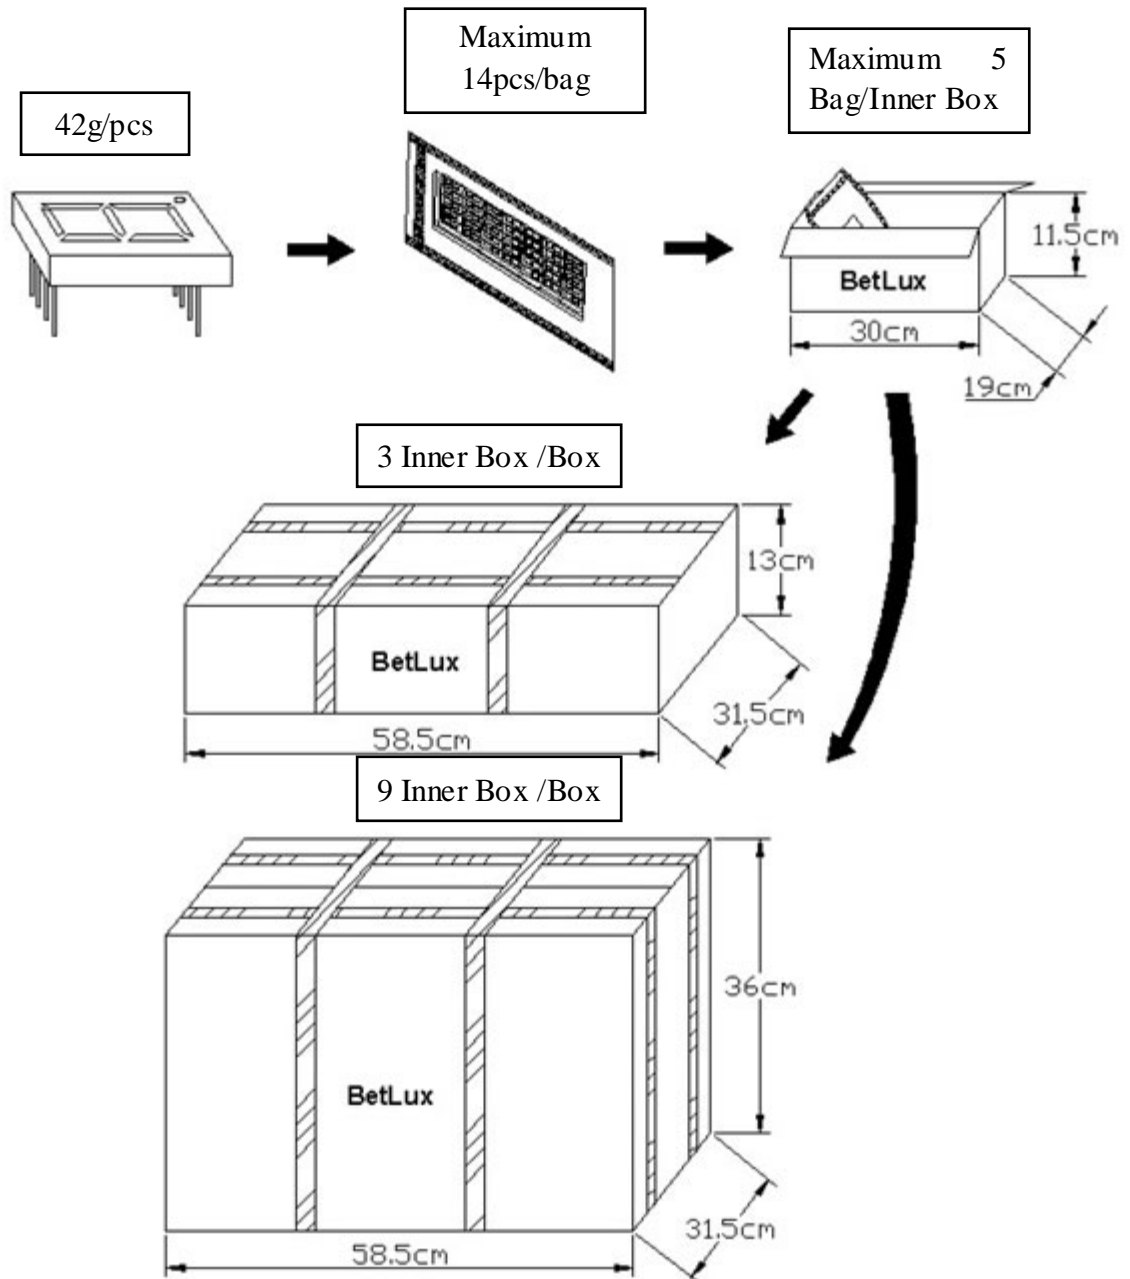 Maximum
14pcs/bag
Maximum 5
Bag/Inner Box
42g/pcs
11.5cm
BetLux
30cm
19cm
3 Inner Box /Box
13cm
BetLux
31.5cm
58.5cm
9 Inner Box /Box
36cm
BetLux
31.5cm
58.5cm